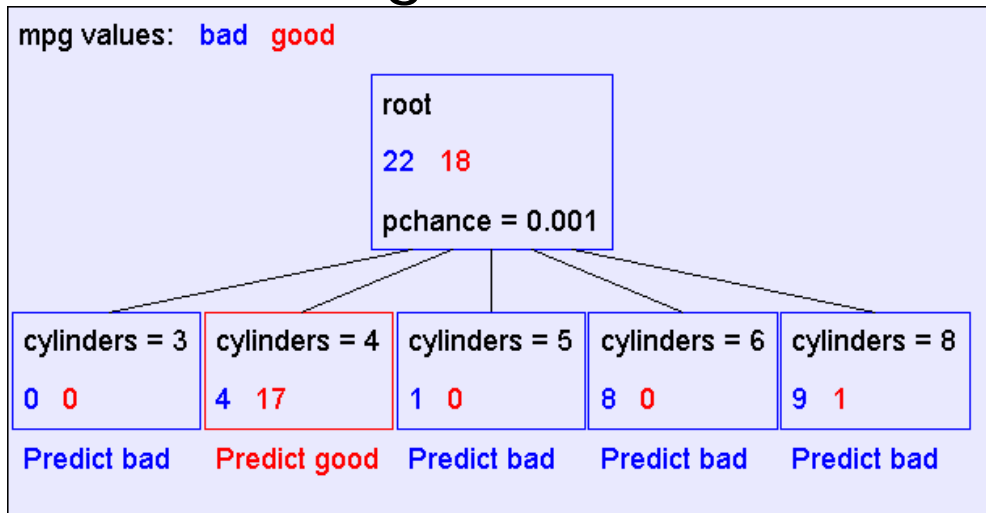 mpg values: bad good
root
22 18
pchance = 0.001
cylinders = 3
0 0
Predict bad
cylinders = 4
4 17
Predict good
cylinders = 5
1 0
Predict bad
cylinders = 6
8 0
Predict bad
cylinders = 8
9 1
Predict bad